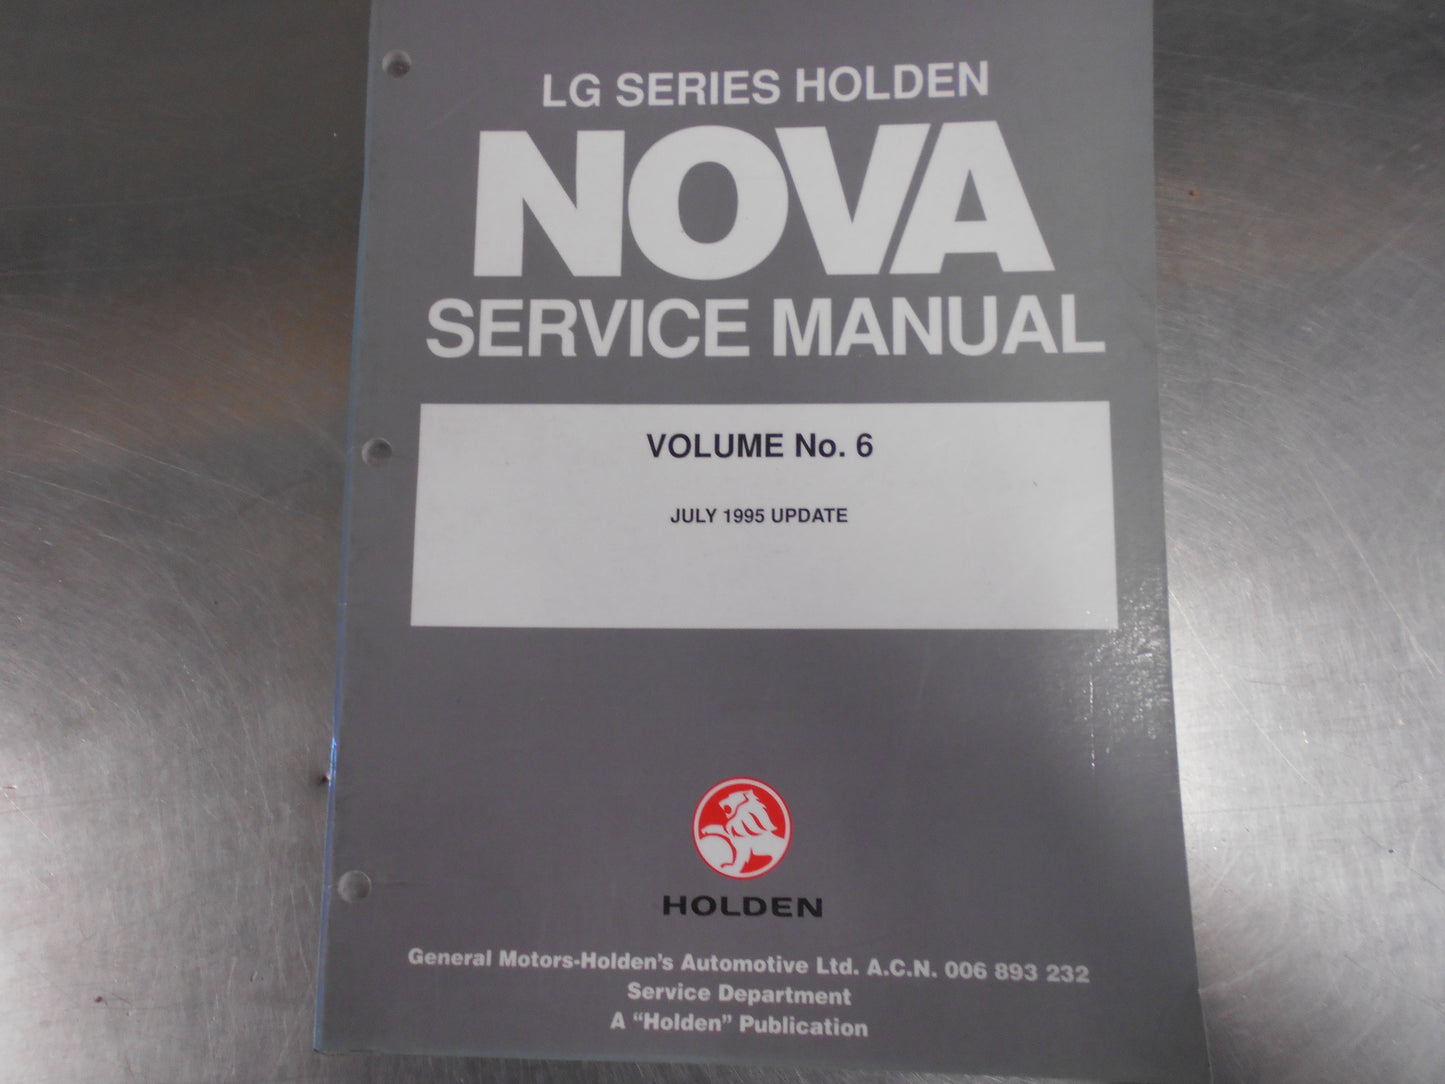 LG SERIES HOLDEN
NOVA
SERVICE MANUAL
VOLUME No. 6
JULY 1995 UPDATE
HOLDEN
General Motors-Holden's Automotive Ltd. A.C.N. 006 893 232
Service Department
A “Holden” Publication